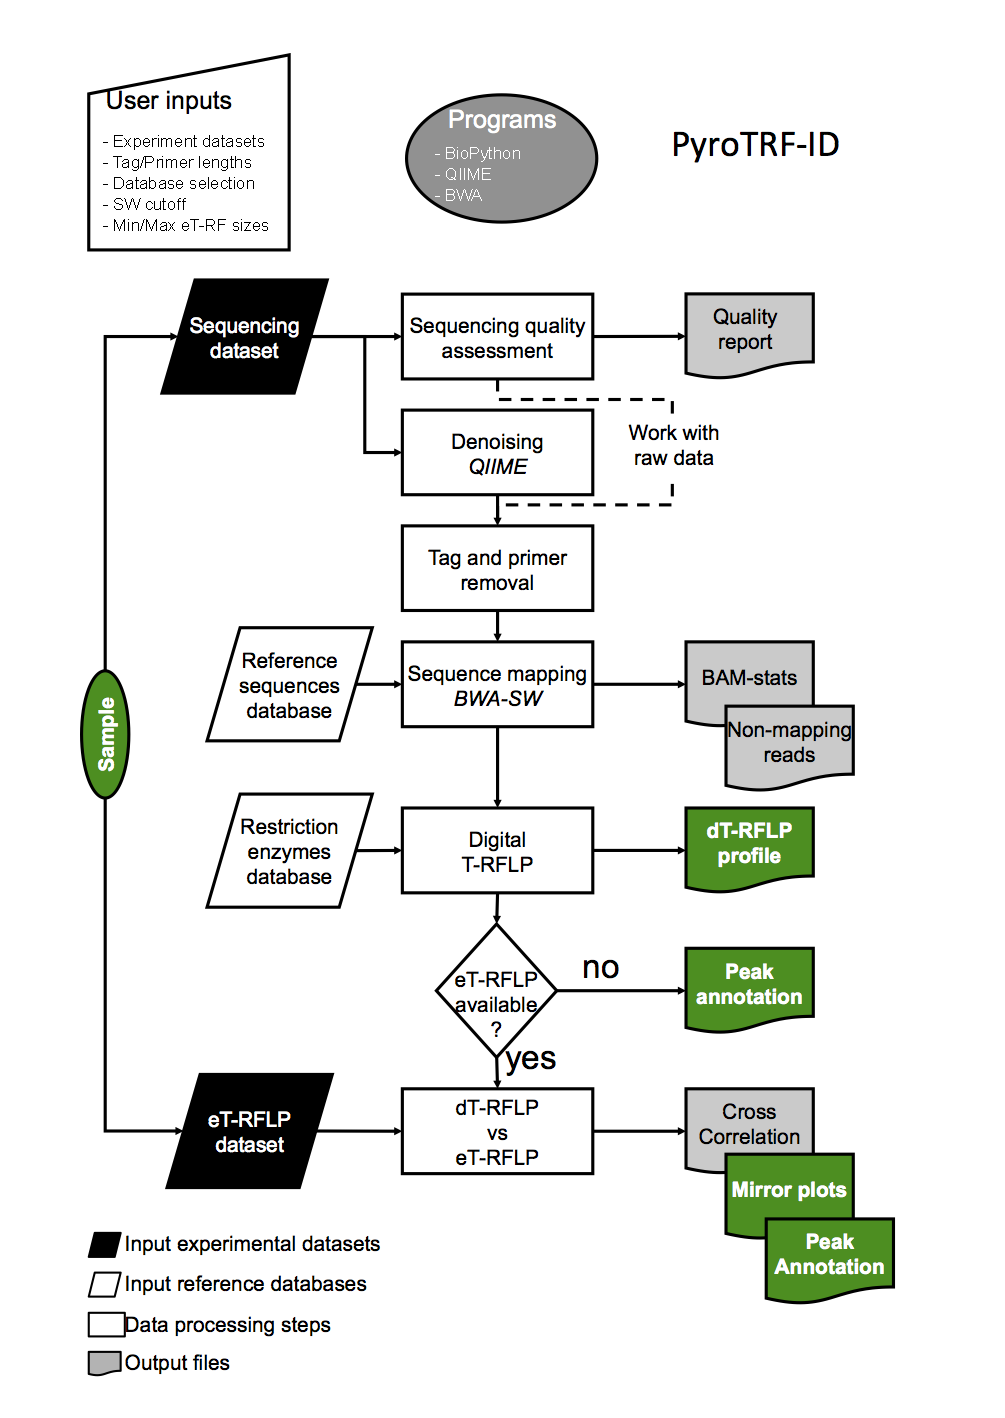 User inputs
- Experiment datasets
- Tag/Primer lengths
- Database selection
- SW cutoff
- Min/Max eT-RF sizes
Programs
- BioPython
- QIIME
- BWA
PyroTRF-ID
Sequencing
dataset
Sequencing quality
assessment
Quality
report
Denoising
QIIME
Work with
raw data
Tag and primer
removal
Reference
sequences
database
Sequence mapping
BWA-SW
BAM-stats
Non-mapping
reads
Sample
Restriction
enzymes
database
Digital
T-RFLP
dT-RFLP
profile
eT-RFLP
available
?
no
Peak
annotation
yes
eT-RFLP
dataset
dT-RFLP
vs
eT-RFLP
Cross
Correlation
Mirror plots
Peak
Annotation
Input experimental datasets
Input reference databases
Data processing steps
Output files